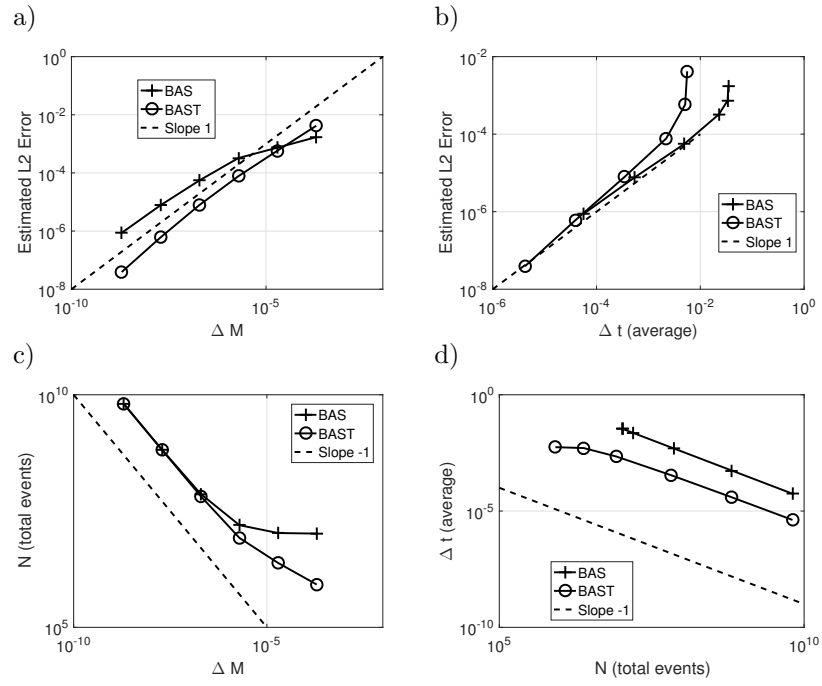 a)
10^0
10^-2
10^-4
10^-6
10^-8
Estimated L2 Error
BAS
BAST
Slope 1
10^-10
10^-5
Δ M
b)
10^-2
10^-4
10^-6
10^-8
Estimated L2 Error
BAS
BAST
Slope 1
10^-6
10^-4
10^-2
10^0
Δ t (average)
c)
10^10
10^5
N (total events)
BAS
BAST
Slope -1
10^-10
10^-5
Δ M
d)
10^0
10^-5
10^-10
Δ t (average)
BAS
BAST
Slope -1
10^5
10^10
N (total events)